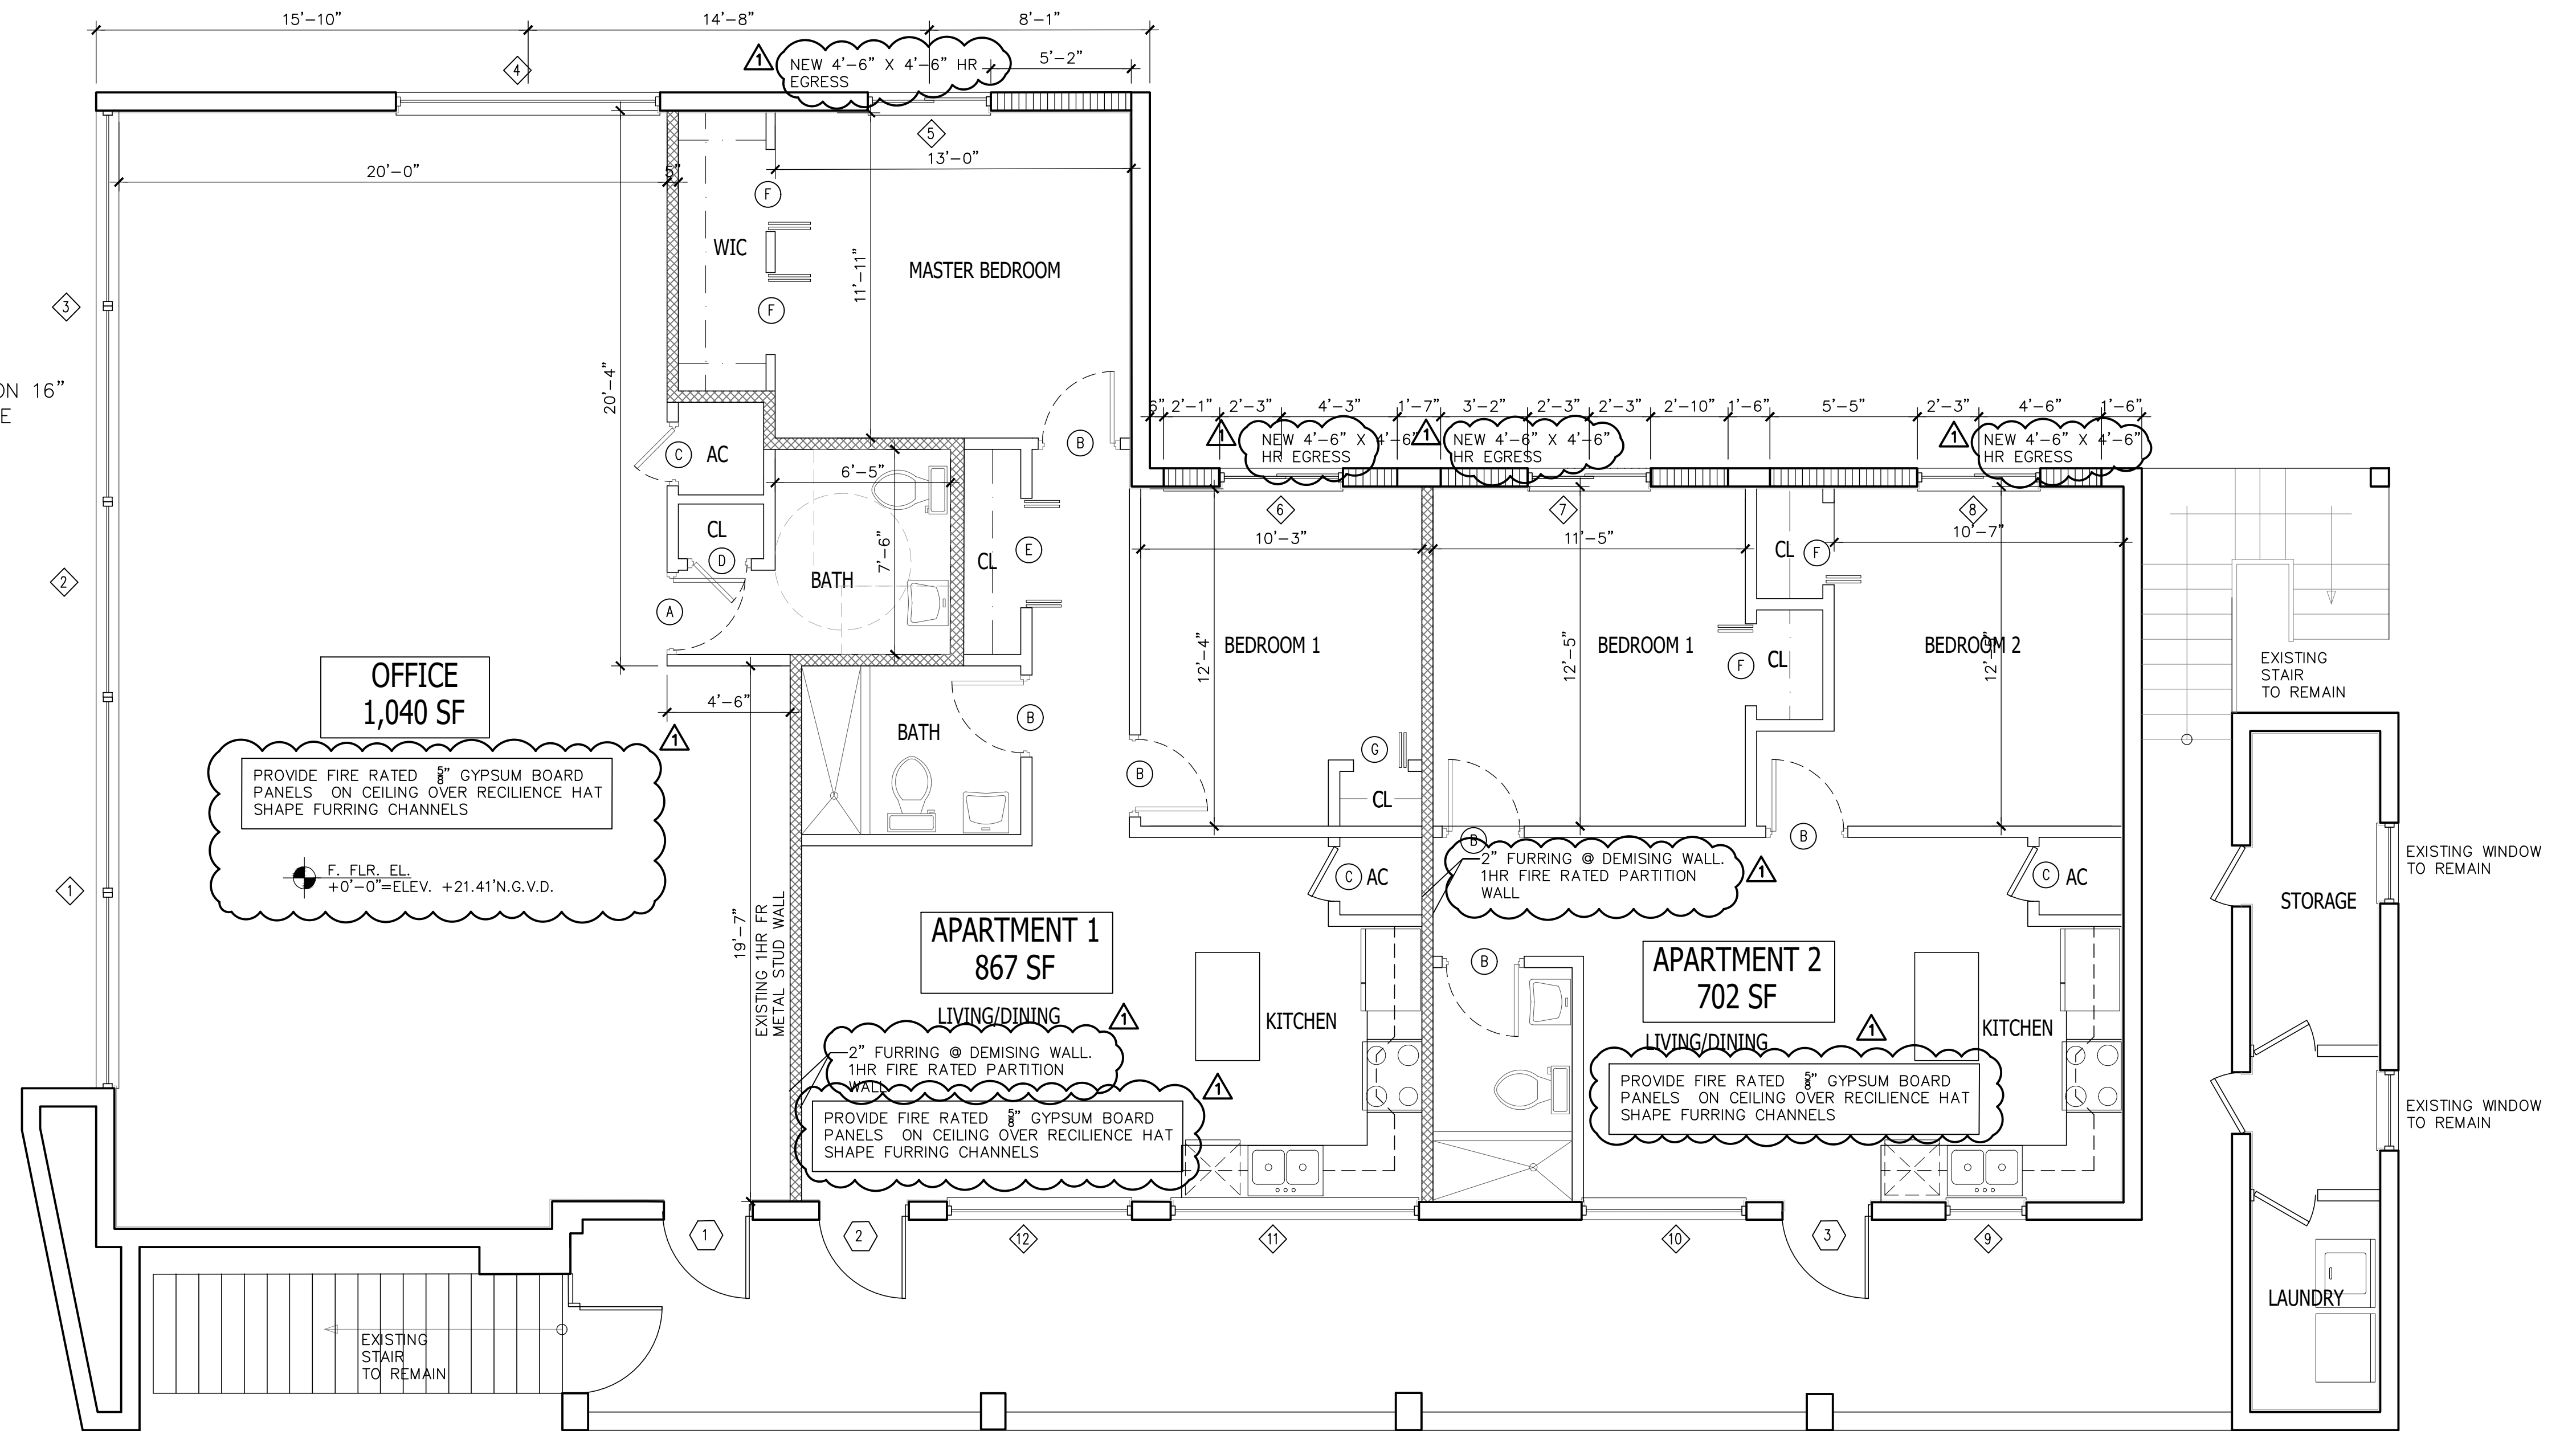 15'-10"
14'-8"
8'-1"
4
1
NEW 4'-6" X 4'-6" HR
EGRESS
5'-2"
5
13'-0"
20'-0"
5"
F
WIC
MASTER BEDROOM
11'-11"
F
3
20'-4"
ON 16"
E
6"
2'-1"
2'-3"
4'-3"
1'-7"
3'-2"
2'-3"
2'-3"
2'-10"
1'-6"
5'-5"
2'-3"
4'-6"
1'-6"
1
NEW 4'-6" X 4'-6"
HR EGRESS
1
NEW 4'-6" X 4'-6"
HR EGRESS
1
NEW 4'-6" X 4'-6"
HR EGRESS
B
C
AC
6'-5"
6
7
8
CL
D
BATH
7'-6"
CL
E
10'-3"
11'-5"
CL
F
10'-7"
2
A
12'-4"
BEDROOM 1
12'-5"
BEDROOM 1
F
CL
BEDROOM 2
12'-5"
EXISTING
STAIR
TO REMAIN
OFFICE
1,040 SF
4'-6"
1
BATH
B
B
G
CL
PROVIDE FIRE RATED 5/8" GYPSUM BOARD
PANELS ON CEILING OVER RECILIENCE HAT
SHAPE FURRING CHANNELS
F. FLR. EL.
+0'-0"=ELEV. +21.41'N.G.V.D.
1
B
B
2" FURRING @ DEMISING WALL.
1HR FIRE RATED PARTITION
WALL
1
C
AC
C
AC
EXISTING WINDOW
TO REMAIN
STORAGE
19'-7"
EXISTING 1HR FR
METAL STUD WALL
APARTMENT 1
867 SF
LIVING/DINING
1
KITCHEN
B
APARTMENT 2
702 SF
LIVING/DINING
1
KITCHEN
2" FURRING @ DEMISING WALL.
1HR FIRE RATED PARTITION
WALL
1
PROVIDE FIRE RATED 5/8" GYPSUM BOARD
PANELS ON CEILING OVER RECILIENCE HAT
SHAPE FURRING CHANNELS
PROVIDE FIRE RATED 5/8" GYPSUM BOARD
PANELS ON CEILING OVER RECILIENCE HAT
SHAPE FURRING CHANNELS
EXISTING WINDOW
TO REMAIN
1
2
12
11
10
3
9
LAUNDRY
EXISTING
STAIR
TO REMAIN